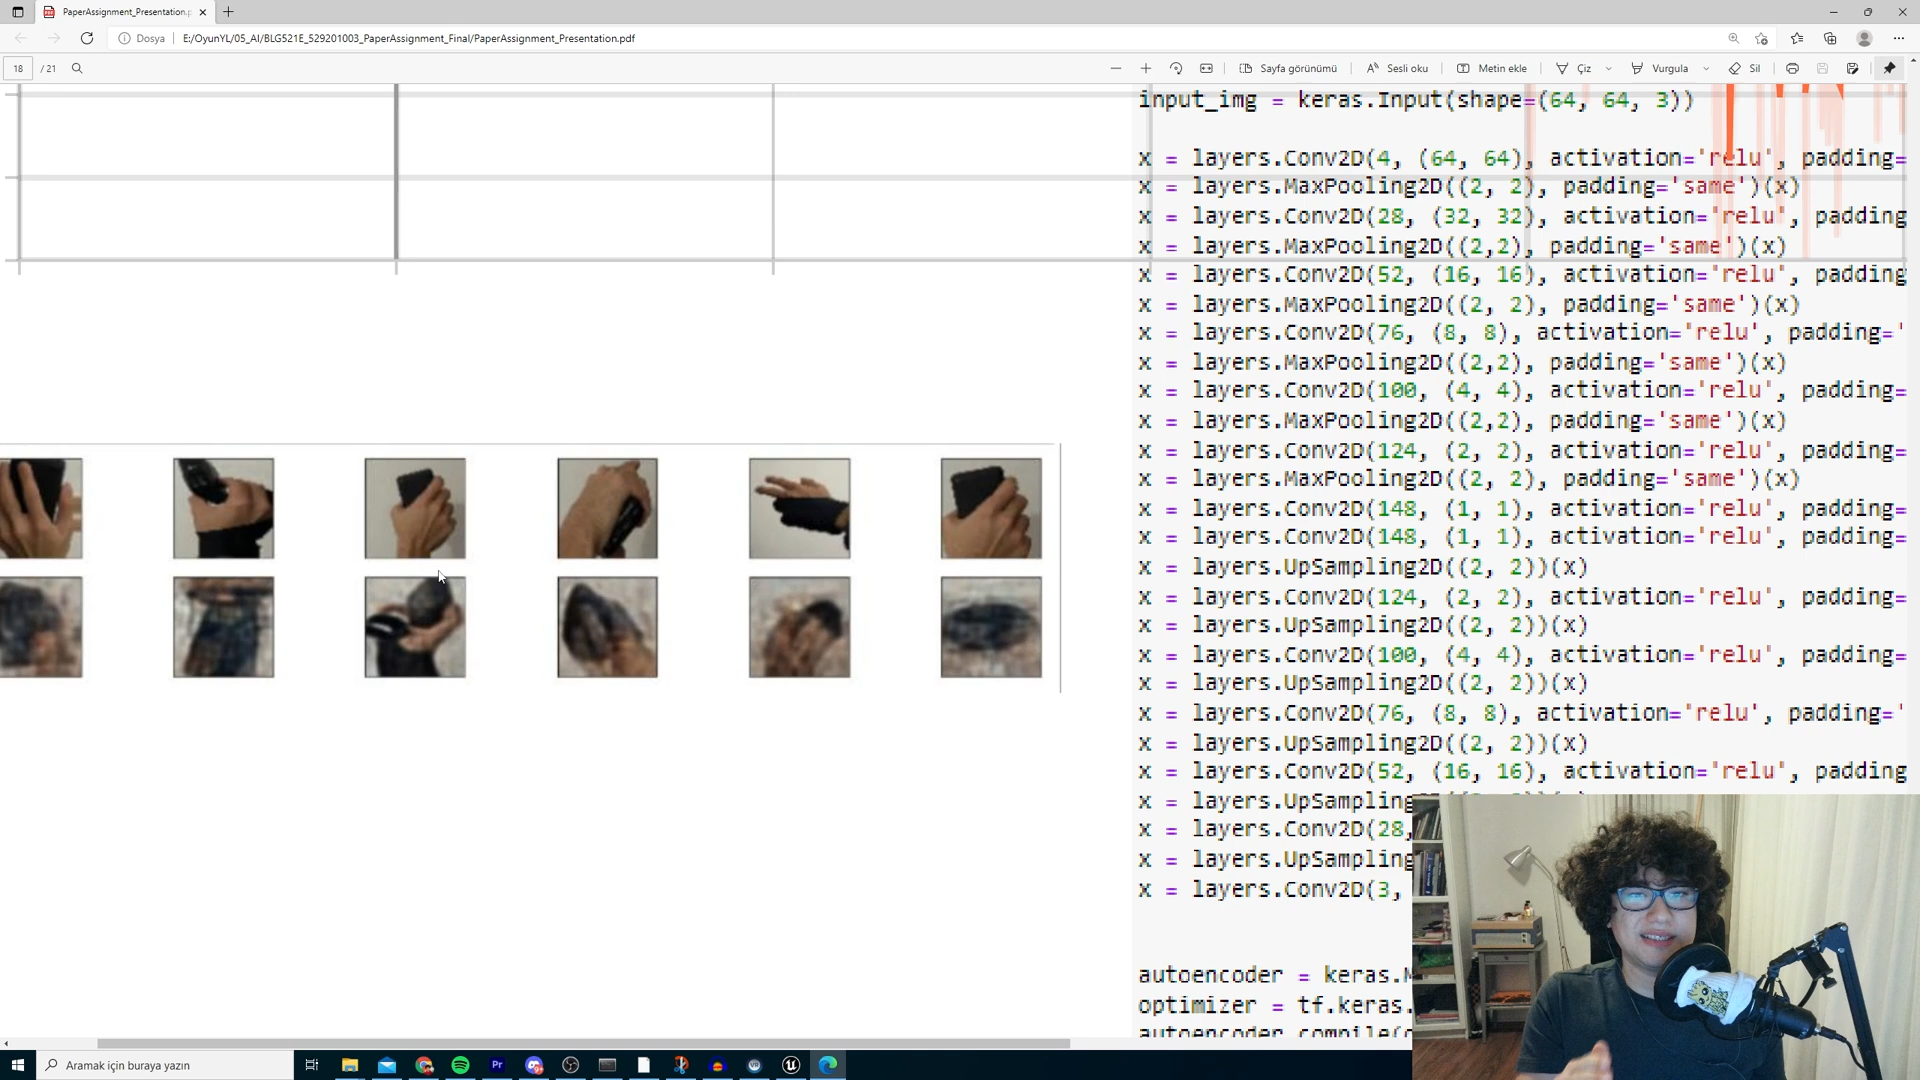 PaperAssignment_Presentation.p
Dosya
E:/OyunYL/05_AI/BLG521E_529201003_PaperAssignment_Final/PaperAssignment_Presentation.pdf
18
/ 21
Sayfa görünümü
Sesli oku
Metin ekle
Çiz
Vurgula
Sil
input_img = keras.Input(shape=(64, 64, 3))
x = layers.Conv2D(4, (64, 64), activation='relu', padding=
x = layers.MaxPooling2D((2, 2), padding='same')(x)
x = layers.Conv2D(28, (32, 32), activation='relu', padding
x = layers.MaxPooling2D((2,2), padding='same')(x)
x = layers.Conv2D(52, (16, 16), activation='relu', padding
x = layers.MaxPooling2D((2, 2), padding='same')(x)
x = layers.Conv2D(76, (8, 8), activation='relu', padding='
x = layers.MaxPooling2D((2,2), padding='same')(x)
x = layers.Conv2D(100, (4, 4), activation='relu', padding=
x = layers.MaxPooling2D((2,2), padding='same')(x)
x = layers.Conv2D(124, (2, 2), activation='relu', padding=
x = layers.MaxPooling2D((2, 2), padding='same')(x)
x = layers.Conv2D(148, (1, 1), activation='relu', padding=
x = layers.Conv2D(148, (1, 1), activation='relu', padding=
x = layers.UpSampling2D((2, 2))(x)
x = layers.Conv2D(124, (2, 2), activation='relu', padding=
x = layers.UpSampling2D((2, 2))(x)
x = layers.Conv2D(100, (4, 4), activation='relu', padding=
x = layers.UpSampling2D((2, 2))(x)
x = layers.Conv2D(76, (8, 8), activation='relu', padding='
x = layers.UpSampling2D((2, 2))(x)
x = layers.Conv2D(52, (16, 16), activation='relu', padding
x = layers.UpSampling
x = layers.Conv2D(28,
x = layers.UpSampling
x = layers.Conv2D(3,
autoencoder = keras.M
optimizer = tf.keras.
autoencoder.compile(o
Aramak için buraya yazın